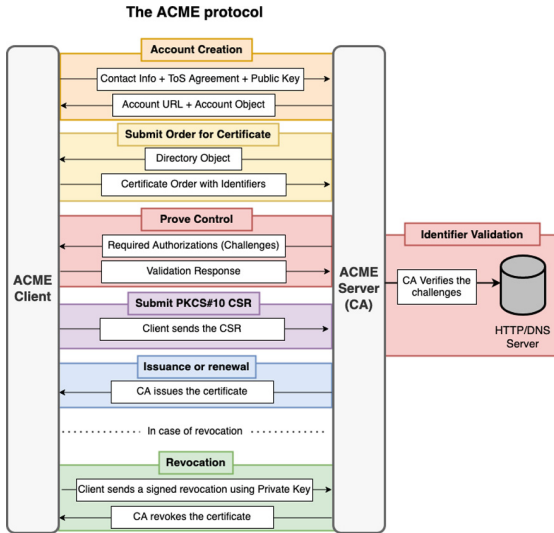 The ACME protocol
Account Creation
Contact Info + ToS Agreement + Public Key
Account URL + Account Object
Submit Order for Certificate
Directory Object
Certificate Order with Identifiers
Prove Control
Required Authorizations (Challenges)
Validation Response
Identifier Validation
CA Verifies the
challenges
HTTP/DNS
Server
ACME
Client
ACME
Server
(CA)
Submit PKCS#10 CSR
Client sends the CSR
Issuance or renewal
CA issues the certificate
In case of revocation
Revocation
Client sends a signed revocation using Private Key
CA revokes the certificate